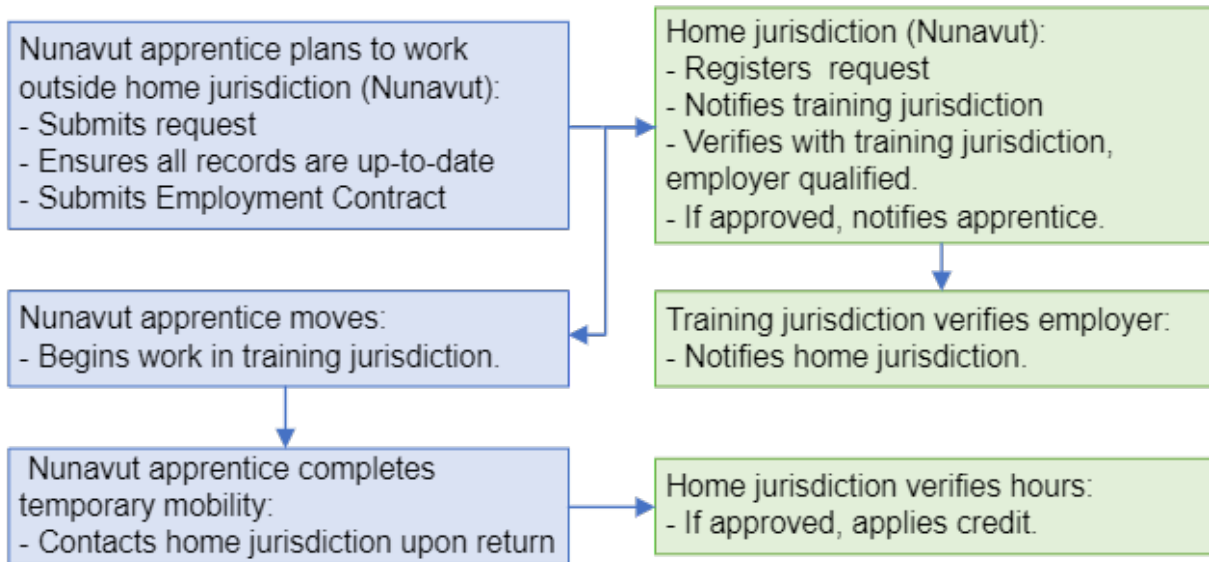 Nunavut apprentice plans to work
outside home jurisdiction (Nunavut):
- Submits request
- Ensures all records are up-to-date
- Submits Employment Contract
Home jurisdiction (Nunavut):
- Registers request
- Notifies training jurisdiction
- Verifies with training jurisdiction,
employer qualified.
- If approved, notifies apprentice.
Nunavut apprentice moves:
- Begins work in training jurisdiction.
Training jurisdiction verifies employer:
- Notifies home jurisdiction.
Nunavut apprentice completes
temporary mobility:
- Contacts home jurisdiction upon return
Home jurisdiction verifies hours:
- If approved, applies credit.